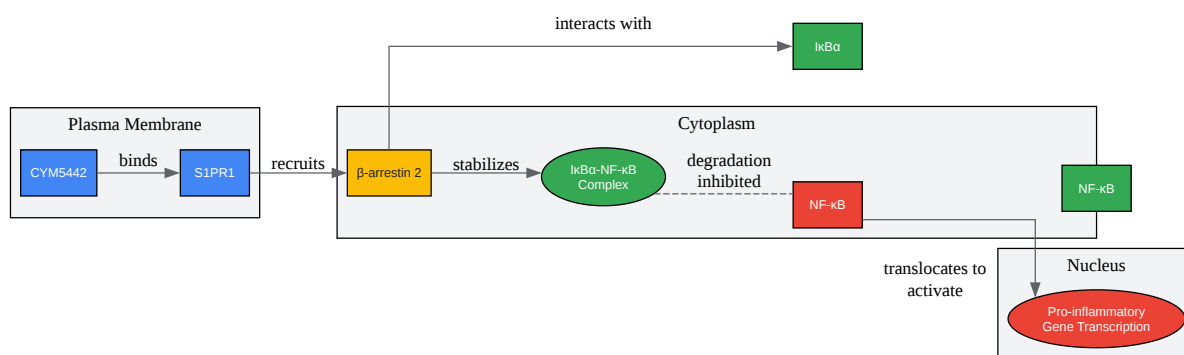 interacts with
IκBα
Plasma Membrane
Cytoplasm
CYM5442
binds
S1PR1
recruits
β-arrestin 2
stabilizes
IκBα-NF-κB
Complex
degradation
inhibited
NF-κB
NF-κB
translocates to
activate
Nucleus
Pro-inflammatory
Gene Transcription